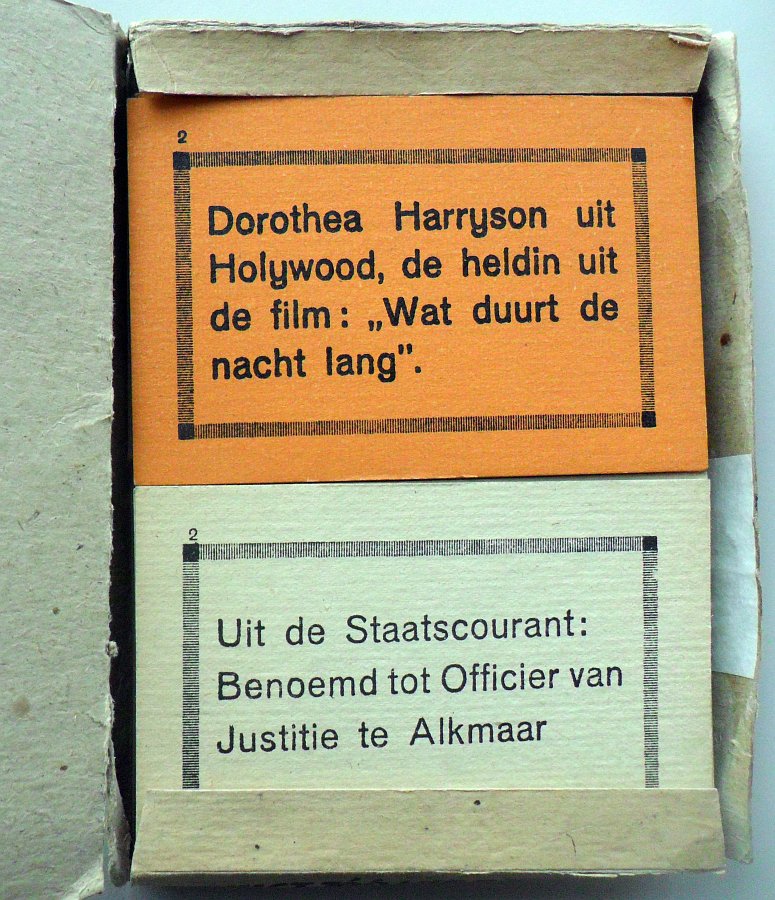 2
Dorothea Harryson uit
Holywood, de heldin uit
de film: „Wat duurt de
nacht lang”.
2
Uit de Staatscourant:
Benoemd tot Officier van
Justitie te Alkmaar